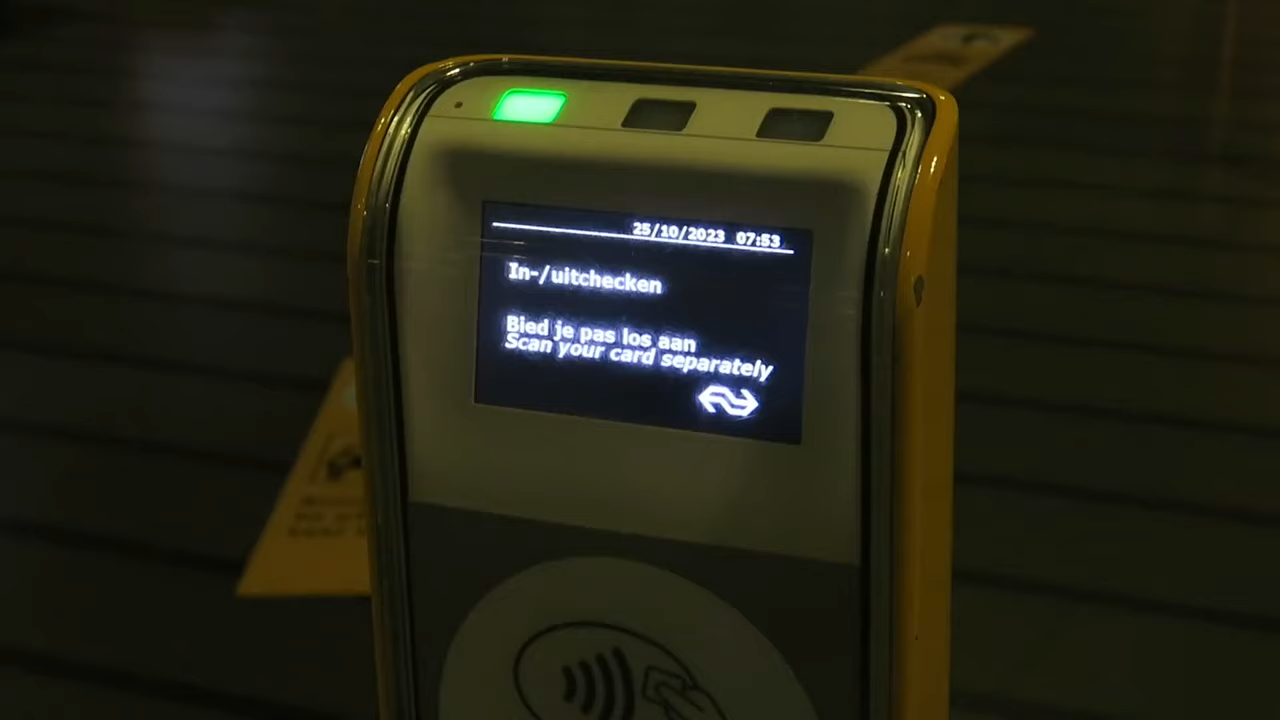 25/10/2023 07:53
In-/uitchecken
Bied je pas los aan
Scan your card separately